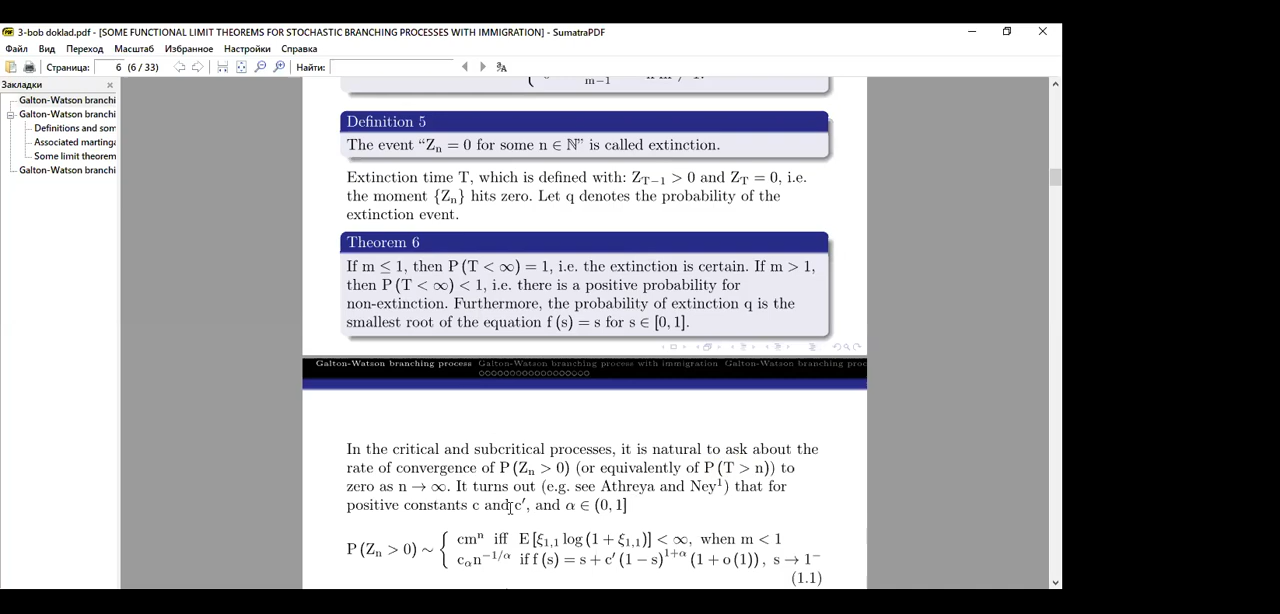 3-bob doklad.pdf - [SOME FUNCTIONAL LIMIT THEOREMS FOR STOCHASTIC BRANCHING PROCESSES WITH IMMIGRATION] - SumatraPDF
Файл Вид Переход Масштаб Избранное Настройки Справка
Страница: 6 (6 / 33) Найти:
Закладки
Galton-Watson branchi
Galton-Watson branchi
Definitions and som
Associated marting
Some limit theorem
Galton-Watson branchi
m−1
Definition 5
The event “Zₙ = 0 for some n ∈ ℕ” is called extinction.
Extinction time T, which is defined with: Z_{T−1} > 0 and Z_T = 0, i.e.
the moment {Zₙ} hits zero. Let q denotes the probability of the
extinction event.
Theorem 6
If m ≤ 1, then P (T < ∞) = 1, i.e. the extinction is certain. If m > 1,
then P (T < ∞) < 1, i.e. there is a positive probability for
non-extinction. Furthermore, the probability of extinction q is the
smallest root of the equation f (s) = s for s ∈ [0, 1].
Galton-Watson branching process Galton-Watson branching process with immigration Galton-Watson branching proc
In the critical and subcritical processes, it is natural to ask about the
rate of convergence of P (Zₙ > 0) (or equivalently of P (T > n)) to
zero as n → ∞. It turns out (e.g. see Athreya and Ney¹) that for
positive constants c and c′, and α ∈ (0, 1]
P (Zₙ > 0) ∼ { cmⁿ iff E [ξ₁,₁ log (1 + ξ₁,₁)] < ∞, when m < 1
c_α n^{−1/α} if f (s) = s + c′ (1 − s)^{1+α} (1 + o (1)), s → 1⁻
(1.1)